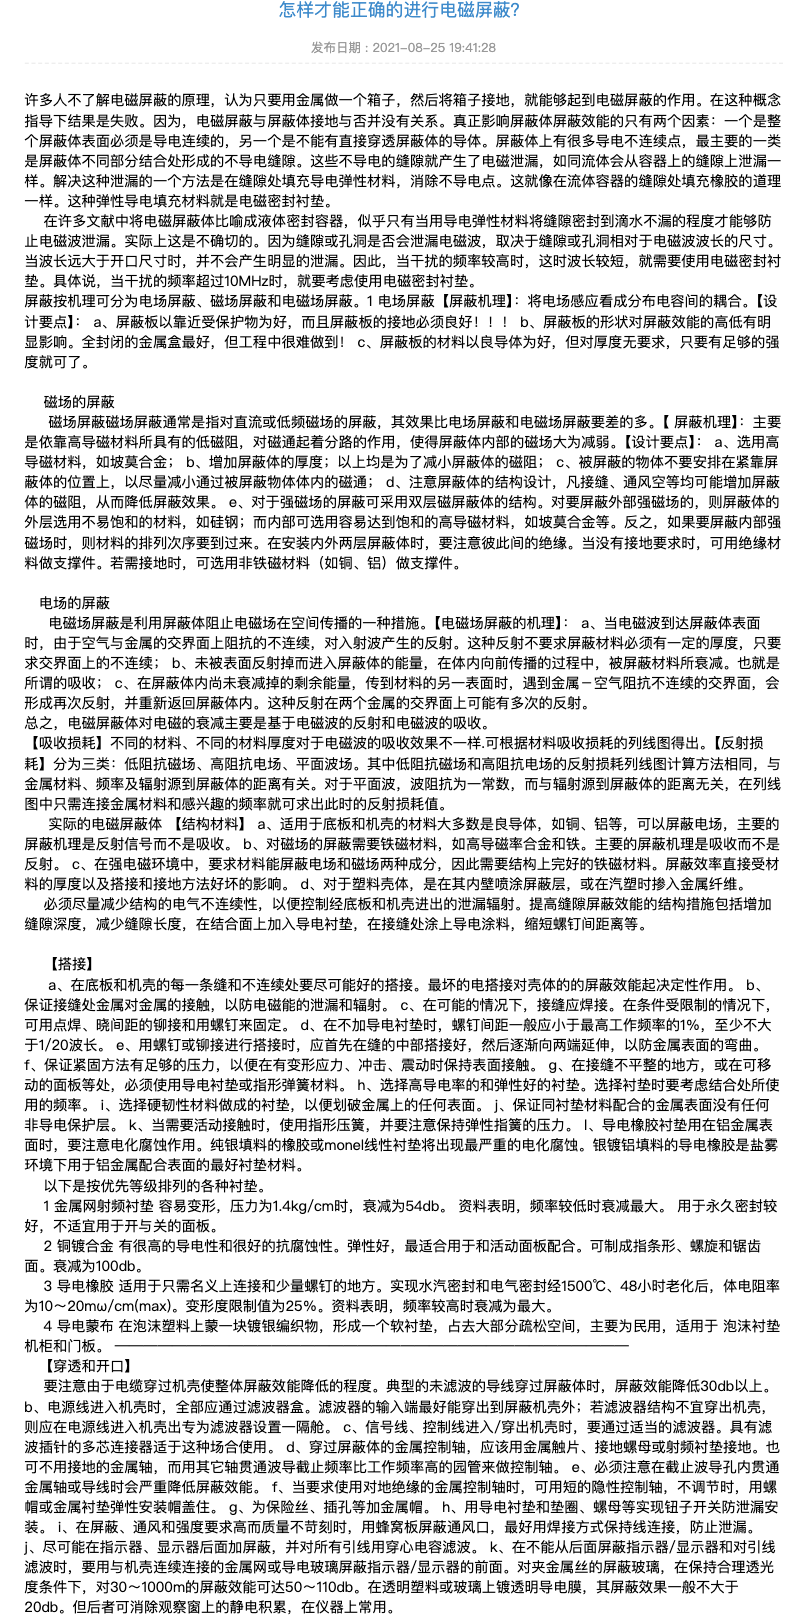 怎样才能正确的进行电磁屏蔽?
发布日期：2021-08-25 19:41:28
许多人不了解电磁屏蔽的原理，认为只要用金属做一个箱子，然后将箱子接地，就能够起到电磁屏蔽的作用。在这种概念
指导下结果是失败。因为，电磁屏蔽与屏蔽体接地与否并没有关系。真正影响屏蔽体屏蔽效能的只有两个因素：一个是整
个屏蔽体表面必须是导电连续的，另一个是不能有直接穿透屏蔽体的导体。屏蔽体上有很多导电不连续点，最主要的一类
是屏蔽体不同部分结合处形成的不导电缝隙。这些不导电的缝隙就产生了电磁泄漏，如同流体会从容器上的缝隙上泄漏一
样。解决这种泄漏的一个方法是在缝隙处填充导电弹性材料，消除不导电点。这就像在流体容器的缝隙处填充橡胶的道理
一样。这种弹性导电填充材料就是电磁密封衬垫。
在许多文献中将电磁屏蔽体比喻成液体密封容器，似乎只有当用导电弹性材料将缝隙密封到滴水不漏的程度才能够防
止电磁波泄漏。实际上这是不确切的。因为缝隙或孔洞是否会泄漏电磁波，取决于缝隙或孔洞相对于电磁波波长的尺寸。
当波长远大于开口尺寸时，并不会产生明显的泄漏。因此，当干扰的频率较高时，这时波长较短，就需要使用电磁密封衬
垫。具体说，当干扰的频率超过10MHz时，就要考虑使用电磁密封衬垫。
屏蔽按机理可分为电场屏蔽、磁场屏蔽和电磁场屏蔽。1 电场屏蔽【屏蔽机理】：将电场感应看成分布电容间的耦合。【设
计要点】： a、屏蔽板以靠近受保护物为好，而且屏蔽板的接地必须良好！！！ b、屏蔽板的形状对屏蔽效能的高低有明
显影响。全封闭的金属盒最好，但工程中很难做到！ c、屏蔽板的材料以良导体为好，但对厚度无要求，只要有足够的强
度就可了。
磁场的屏蔽
磁场屏蔽磁场屏蔽通常是指对直流或低频磁场的屏蔽，其效果比电场屏蔽和电磁场屏蔽要差的多。【 屏蔽机理】：主要
是依靠高导磁材料所具有的低磁阻，对磁通起着分路的作用，使得屏蔽体内部的磁场大为减弱。【设计要点】： a、选用高
导磁材料，如坡莫合金； b、增加屏蔽体的厚度；以上均是为了减小屏蔽体的磁阻； c、被屏蔽的物体不要安排在紧靠屏
蔽体的位置上，以尽量减小通过被屏蔽物体体内的磁通； d、注意屏蔽体的结构设计，凡接缝、通风空等均可能增加屏蔽
体的磁阻，从而降低屏蔽效果。 e、对于强磁场的屏蔽可采用双层磁屏蔽体的结构。对要屏蔽外部强磁场的，则屏蔽体的
外层选用不易饱和的材料，如硅钢；而内部可选用容易达到饱和的高导磁材料，如坡莫合金等。反之，如果要屏蔽内部强
磁场时，则材料的排列次序要到过来。在安装内外两层屏蔽体时，要注意彼此间的绝缘。当没有接地要求时，可用绝缘材
料做支撑件。若需接地时，可选用非铁磁材料（如铜、铝）做支撑件。
电场的屏蔽
电磁场屏蔽是利用屏蔽体阻止电磁场在空间传播的一种措施。【电磁场屏蔽的机理】： a、当电磁波到达屏蔽体表面
时，由于空气与金属的交界面上阻抗的不连续，对入射波产生的反射。这种反射不要求屏蔽材料必须有一定的厚度，只要
求交界面上的不连续； b、未被表面反射掉而进入屏蔽体的能量，在体内向前传播的过程中，被屏蔽材料所衰减。也就是
所谓的吸收； c、在屏蔽体内尚未衰减掉的剩余能量，传到材料的另一表面时，遇到金属－空气阻抗不连续的交界面，会
形成再次反射，并重新返回屏蔽体内。这种反射在两个金属的交界面上可能有多次的反射。
总之，电磁屏蔽体对电磁的衰减主要是基于电磁波的反射和电磁波的吸收。
【吸收损耗】不同的材料、不同的材料厚度对于电磁波的吸收效果不一样.可根据材料吸收损耗的列线图得出。【反射损
耗】分为三类：低阻抗磁场、高阻抗电场、平面波场。其中低阻抗磁场和高阻抗电场的反射损耗列线图计算方法相同，与
金属材料、频率及辐射源到屏蔽体的距离有关。对于平面波，波阻抗为一常数，而与辐射源到屏蔽体的距离无关，在列线
图中只需连接金属材料和感兴趣的频率就可求出此时的反射损耗值。
实际的电磁屏蔽体 【结构材料】 a、适用于底板和机壳的材料大多数是良导体，如铜、铝等，可以屏蔽电场，主要的
屏蔽机理是反射信号而不是吸收。 b、对磁场的屏蔽需要铁磁材料，如高导磁率合金和铁。主要的屏蔽机理是吸收而不是
反射。 c、在强电磁环境中，要求材料能屏蔽电场和磁场两种成分，因此需要结构上完好的铁磁材料。屏蔽效率直接受材
料的厚度以及搭接和接地方法好坏的影响。 d、对于塑料壳体，是在其内壁喷涂屏蔽层，或在汽塑时掺入金属纤维。
必须尽量减少结构的电气不连续性，以便控制经底板和机壳进出的泄漏辐射。提高缝隙屏蔽效能的结构措施包括增加
缝隙深度，减少缝隙长度，在结合面上加入导电衬垫，在接缝处涂上导电涂料，缩短螺钉间距离等。
【搭接】
a、在底板和机壳的每一条缝和不连续处要尽可能好的搭接。最坏的电搭接对壳体的的屏蔽效能起决定性作用。 b、
保证接缝处金属对金属的接触，以防电磁能的泄漏和辐射。 c、在可能的情况下，接缝应焊接。在条件受限制的情况下，
可用点焊、晓间距的铆接和用螺钉来固定。 d、在不加导电衬垫时，螺钉间距一般应小于最高工作频率的1%，至少不大
于1/20波长。 e、用螺钉或铆接进行搭接时，应首先在缝的中部搭接好，然后逐渐向两端延伸，以防金属表面的弯曲。
f、保证紧固方法有足够的压力，以便在有变形应力、冲击、震动时保持表面接触。 g、在接缝不平整的地方，或在可移
动的面板等处，必须使用导电衬垫或指形弹簧材料。 h、选择高导电率的和弹性好的衬垫。选择衬垫时要考虑结合处所使
用的频率。 i、选择硬韧性材料做成的衬垫，以便划破金属上的任何表面。 j、保证同衬垫材料配合的金属表面没有任何
非导电保护层。 k、当需要活动接触时，使用指形压簧，并要注意保持弹性指簧的压力。 l、导电橡胶衬垫用在铝金属表
面时，要注意电化腐蚀作用。纯银填料的橡胶或monel线性衬垫将出现最严重的电化腐蚀。银镀铝填料的导电橡胶是盐雾
环境下用于铝金属配合表面的最好衬垫材料。
以下是按优先等级排列的各种衬垫。
1 金属网射频衬垫 容易变形，压力为1.4kg/cm时，衰减为54db。 资料表明，频率较低时衰减最大。 用于永久密封较
好，不适宜用于开与关的面板。
2 铜镀合金 有很高的导电性和很好的抗腐蚀性。弹性好，最适合用于和活动面板配合。可制成指条形、螺旋和锯齿
面。衰减为100db。
3 导电橡胶 适用于只需名义上连接和少量螺钉的地方。实现水汽密封和电气密封经1500℃、48小时老化后，体电阻率
为10～20mω/cm(max)。变形度限制值为25%。资料表明，频率较高时衰减为最大。
4 导电蒙布 在泡沫塑料上蒙一块镀银编织物，形成一个软衬垫，占去大部分疏松空间，主要为民用，适用于 泡沫衬垫
机柜和门板。 ————————————————————————————————————
【穿透和开口】
要注意由于电缆穿过机壳使整体屏蔽效能降低的程度。典型的未滤波的导线穿过屏蔽体时，屏蔽效能降低30db以上。
b、电源线进入机壳时，全部应通过滤波器盒。滤波器的输入端最好能穿出到屏蔽机壳外；若滤波器结构不宜穿出机壳，
则应在电源线进入机壳出专为滤波器设置一隔舱。 c、信号线、控制线进入/穿出机壳时，要通过适当的滤波器。具有滤
波插针的多芯连接器适于这种场合使用。 d、穿过屏蔽体的金属控制轴，应该用金属触片、接地螺母或射频衬垫接地。也
可不用接地的金属轴，而用其它轴贯通波导截止频率比工作频率高的园管来做控制轴。 e、必须注意在截止波导孔内贯通
金属轴或导线时会严重降低屏蔽效能。 f、当要求使用对地绝缘的金属控制轴时，可用短的隐性控制轴，不调节时，用螺
帽或金属衬垫弹性安装帽盖住。 g、为保险丝、插孔等加金属帽。 h、用导电衬垫和垫圈、螺母等实现钮子开关防泄漏安
装。 i、在屏蔽、通风和强度要求高而质量不苛刻时，用蜂窝板屏蔽通风口，最好用焊接方式保持线连接，防止泄漏。
j、尽可能在指示器、显示器后面加屏蔽，并对所有引线用穿心电容滤波。 k、在不能从后面屏蔽指示器/显示器和对引线
滤波时，要用与机壳连续连接的金属网或导电玻璃屏蔽指示器/显示器的前面。对夹金属丝的屏蔽玻璃，在保持合理透光
度条件下，对30～1000m的屏蔽效能可达50～110db。在透明塑料或玻璃上镀透明导电膜，其屏蔽效果一般不大于
20db。但后者可消除观察窗上的静电积累，在仪器上常用。